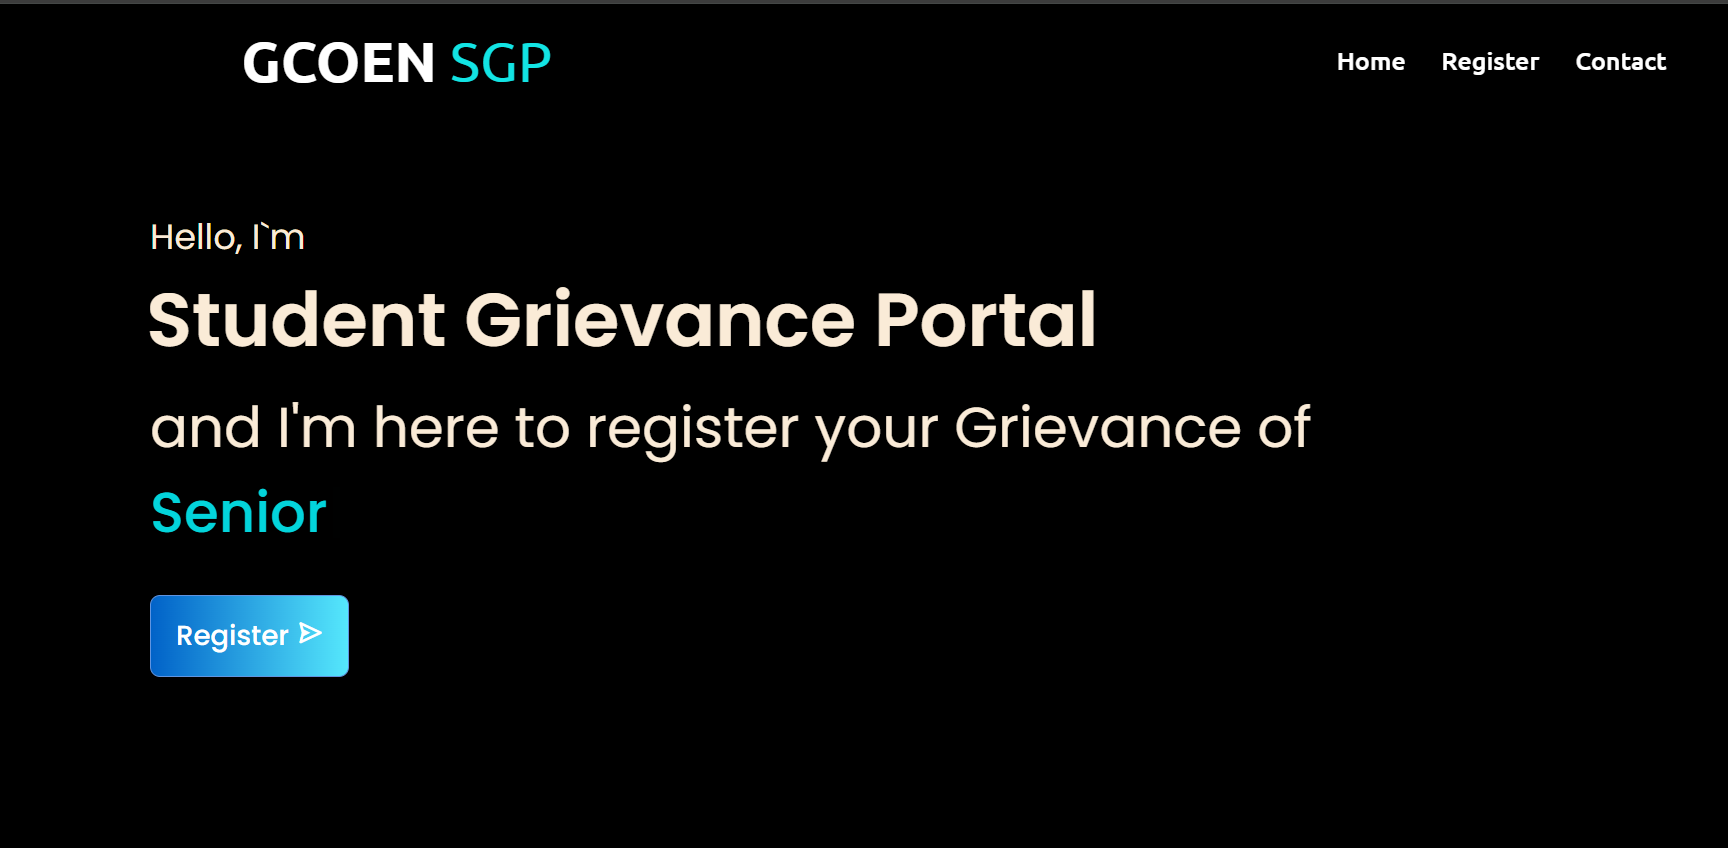 GCOEN SGP
Home Register Contact
Hello, I`m
Student Grievance Portal
and I'm here to register your Grievance of
Senior
Register